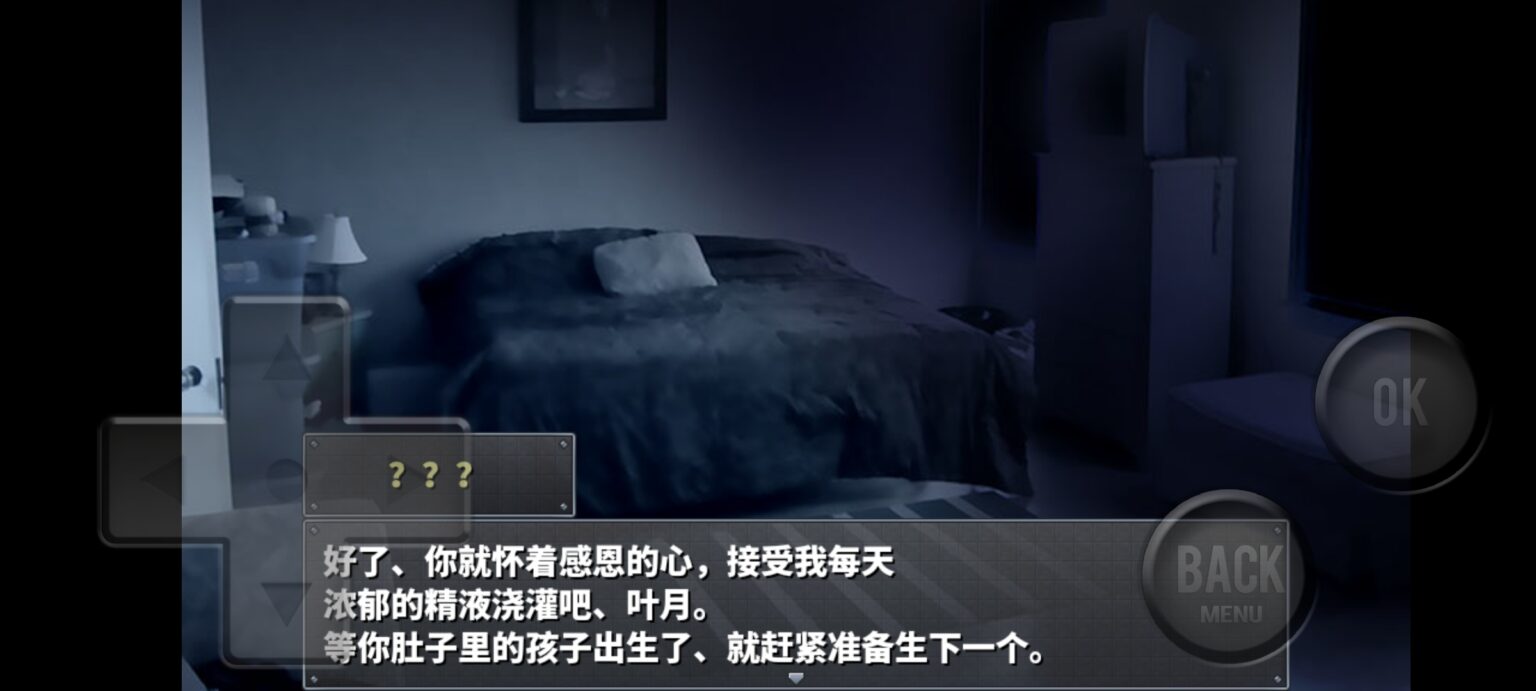 ？？？
好了、你就怀着感恩的心，接受我每天
浓郁的精液浇灌吧、叶月。
等你肚子里的孩子出生了、就赶紧准备生下一个。
OK
BACK
MENU